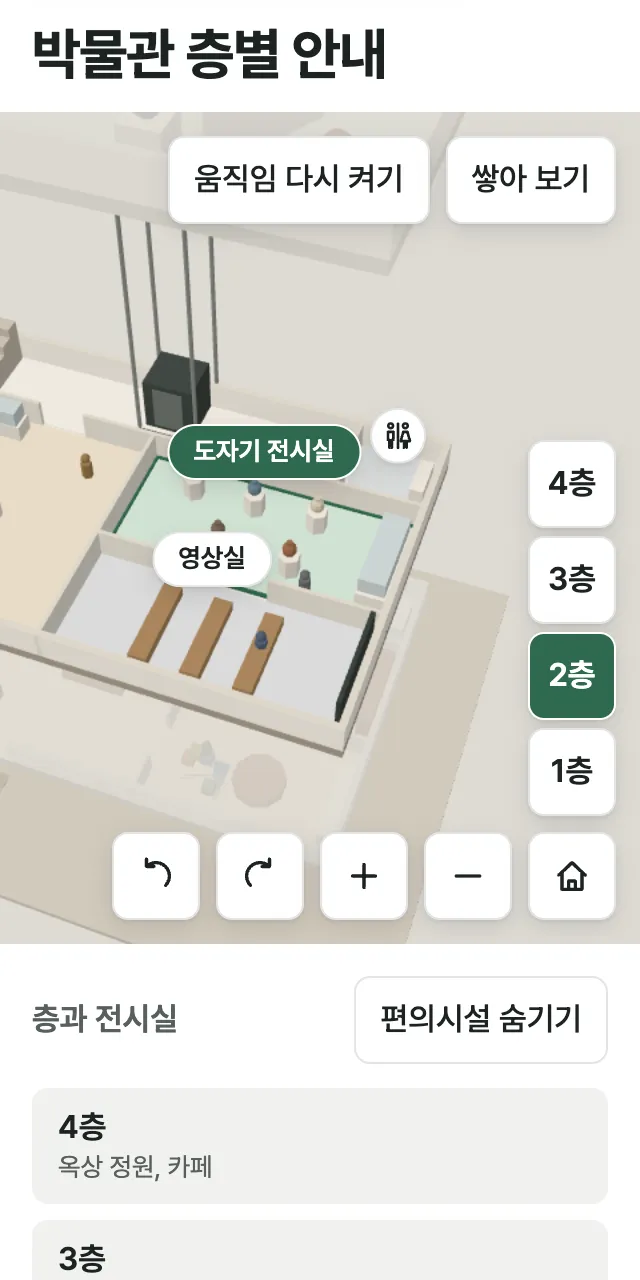 박물관 층별 안내
움직임 다시 켜기
쌓아 보기
도자기 전시실
영상실
4층
3층
2층
1층
층과 전시실
편의시설 숨기기
4층
옥상 정원, 카페
3층